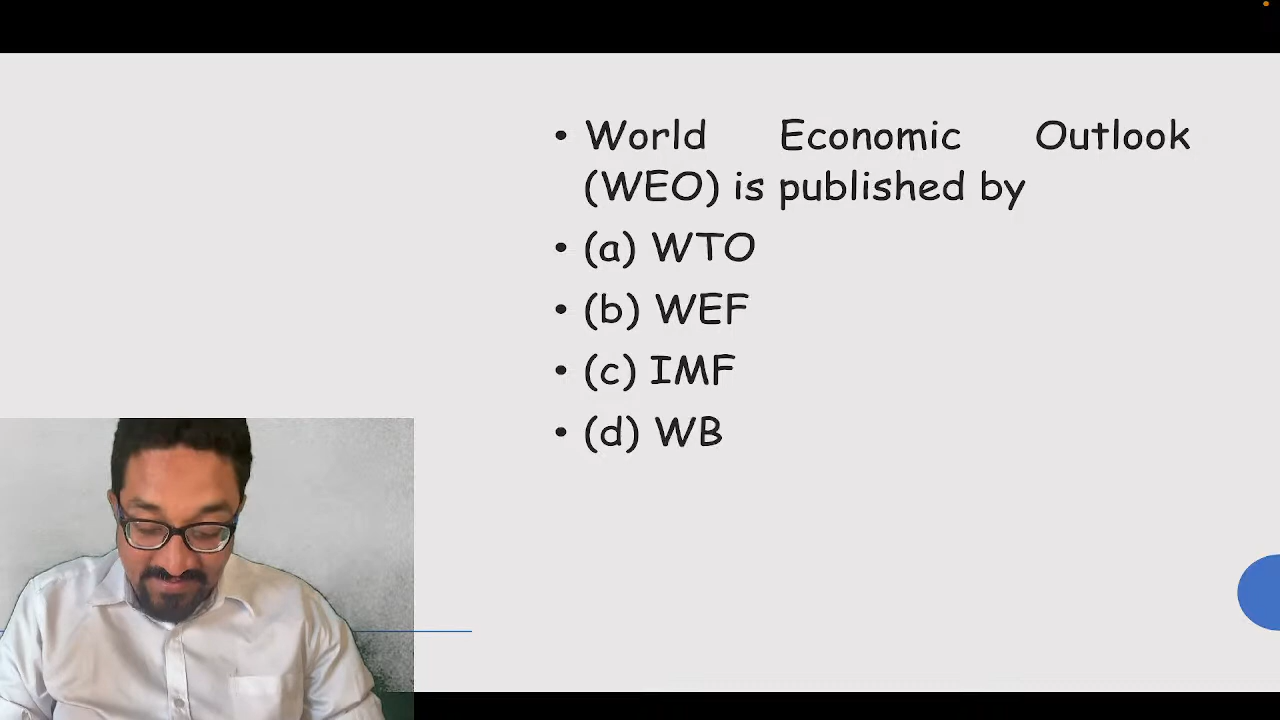 • World Economic Outlook
(WEO) is published by
• (a) WTO
• (b) WEF
• (c) IMF
• (d) WB